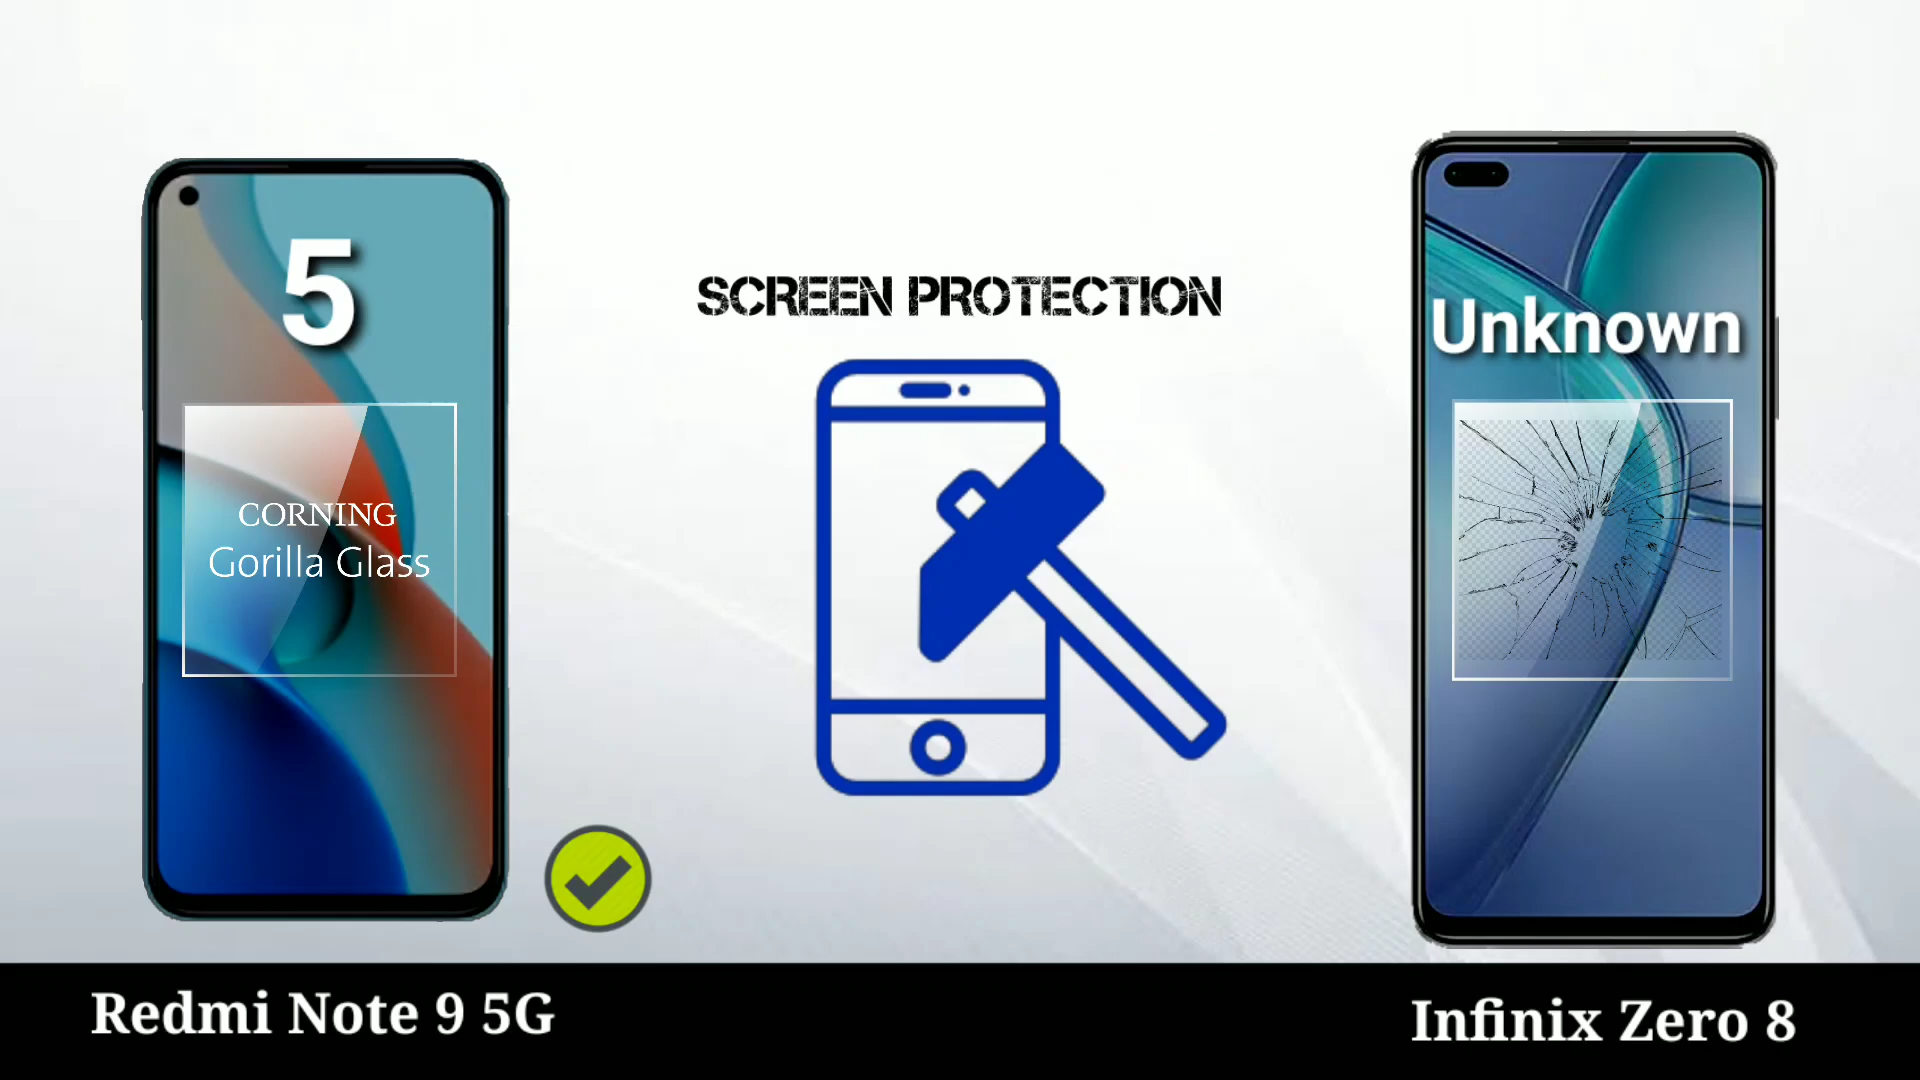 5
CORNING
Gorilla Glass
SCREEN PROTECTION
Unknown
Redmi Note 9 5G
Infinix Zero 8